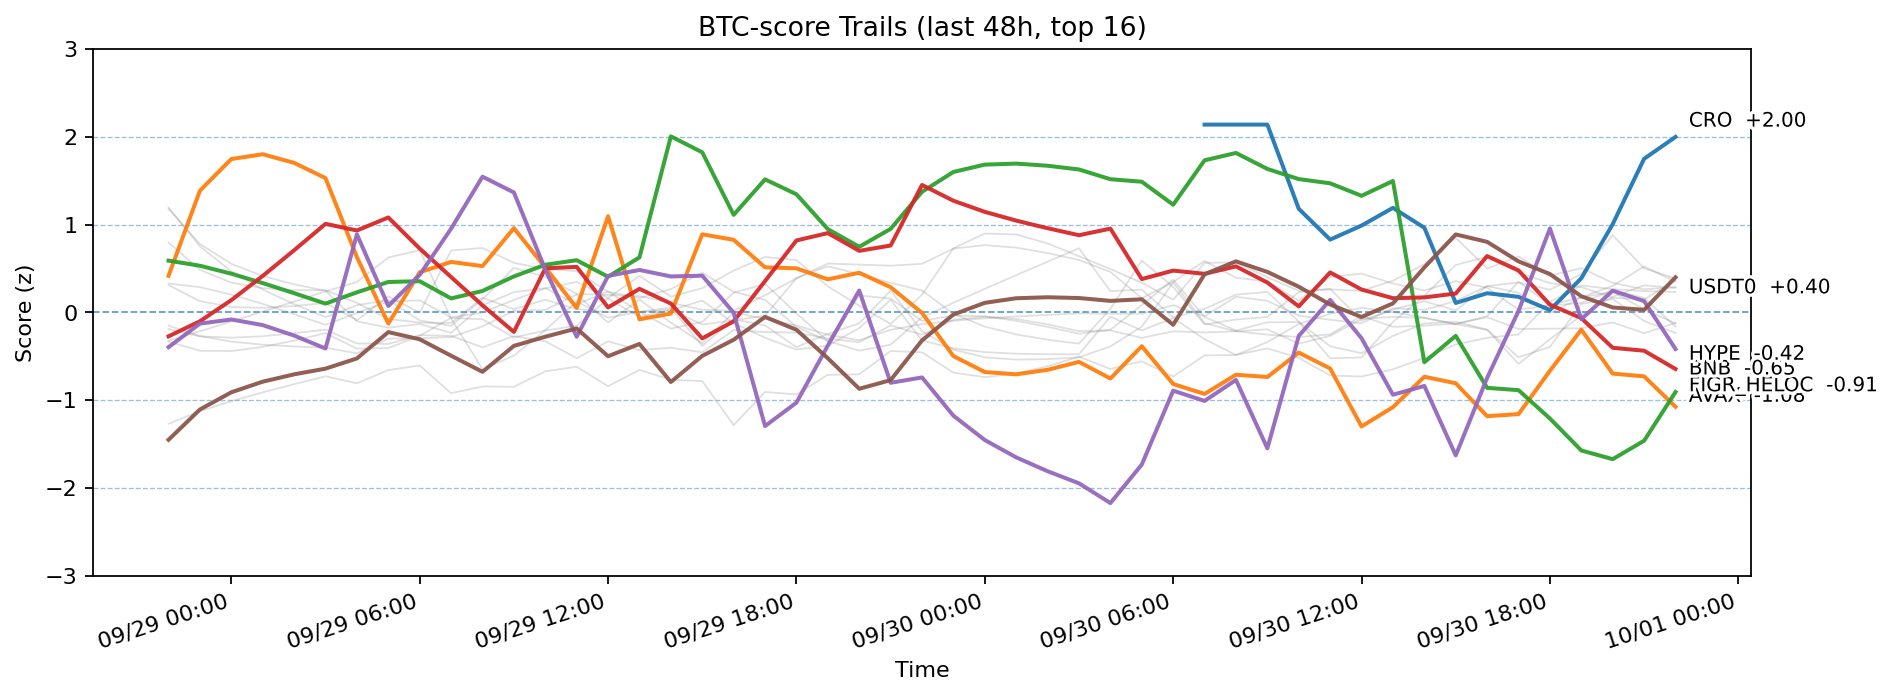 BTC-score Trails (last 48h, top 16)
Score (z)
3
2
1
0
−1
−2
−3
CRO +2.00
USDT0 +0.40
HYPE -0.42
BNB -0.65
FIGR_HELOC -0.91
AVAX -1.08
09/29 00:00
09/29 06:00
09/29 12:00
09/29 18:00
09/30 00:00
09/30 06:00
09/30 12:00
09/30 18:00
10/01 00:00
Time